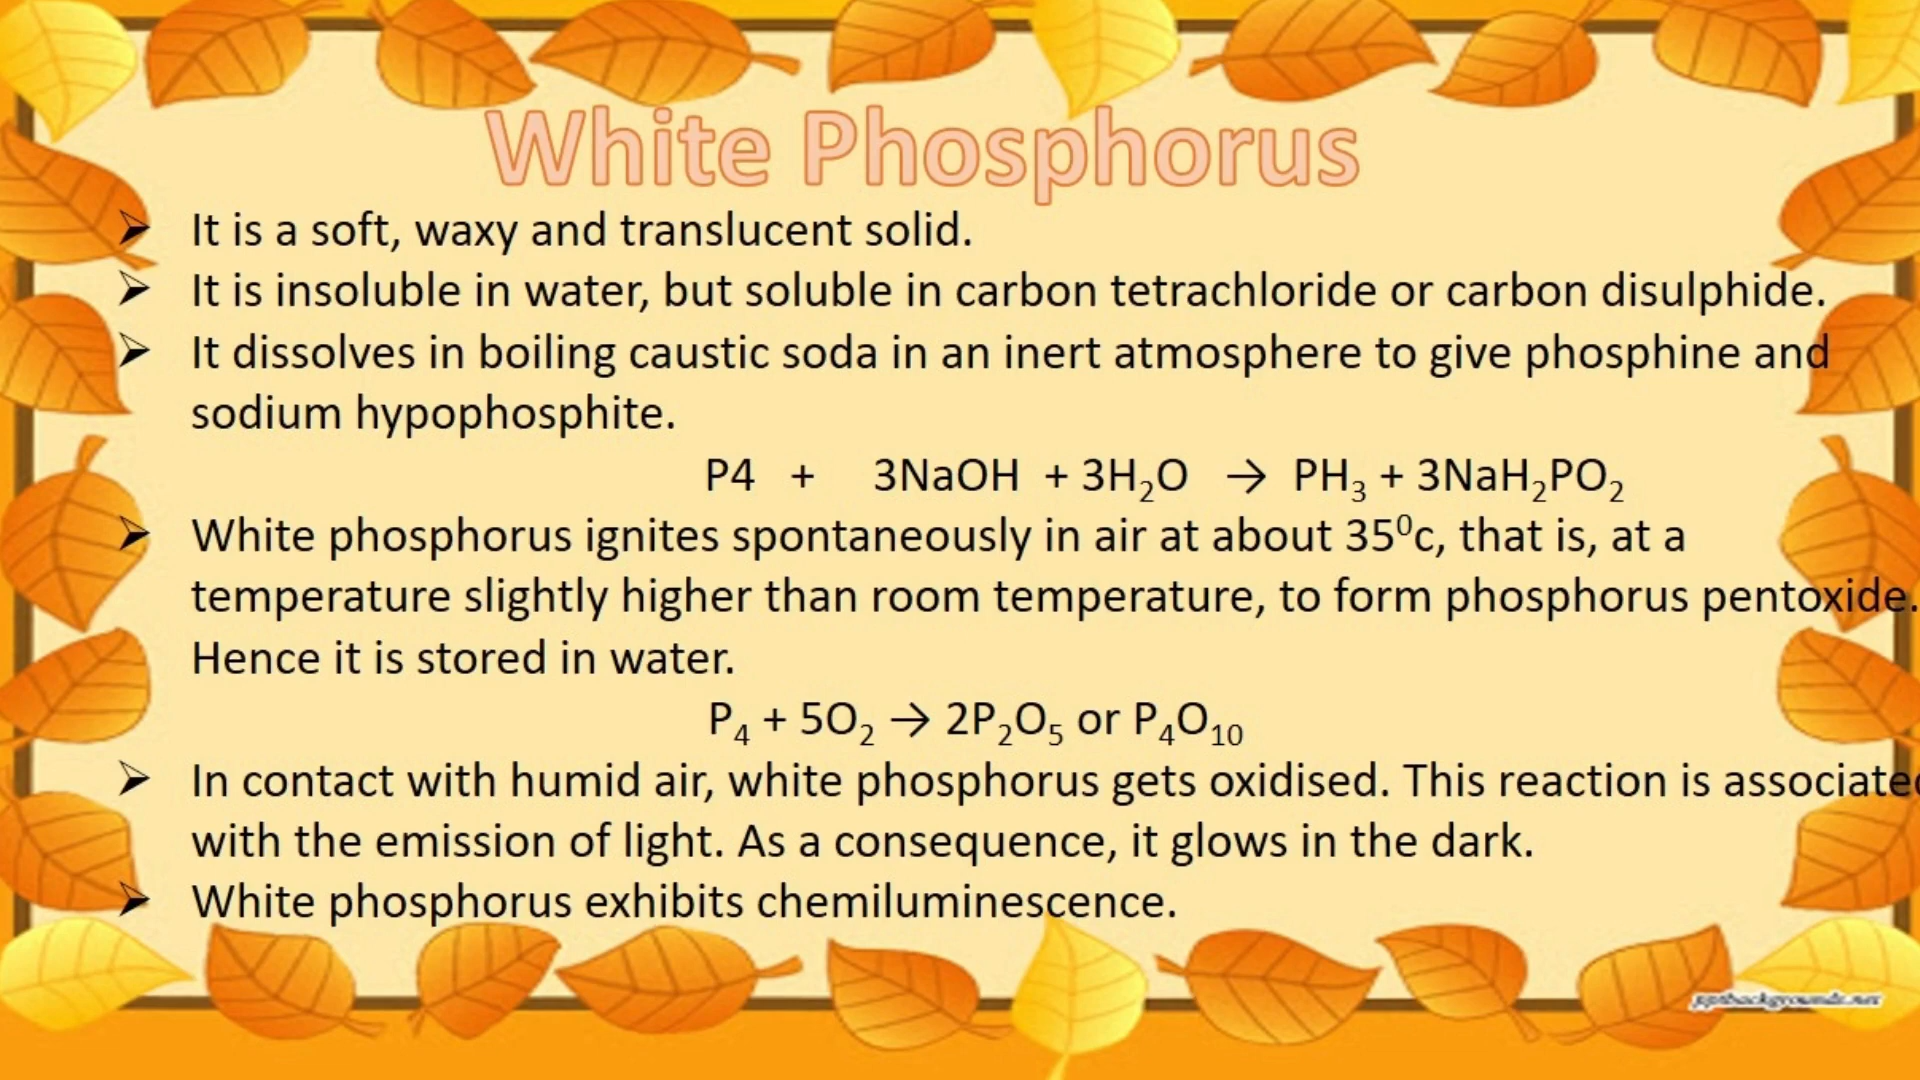 White Phosphorus
➢ It is a soft, waxy and translucent solid.
➢ It is insoluble in water, but soluble in carbon tetrachloride or carbon disulphide.
➢ It dissolves in boiling caustic soda in an inert atmosphere to give phosphine and
sodium hypophosphite.
P4 + 3NaOH + 3H₂O → PH₃ + 3NaH₂PO₂
➢ White phosphorus ignites spontaneously in air at about 35⁰c, that is, at a
temperature slightly higher than room temperature, to form phosphorus pentoxide.
Hence it is stored in water.
P₄ + 5O₂ → 2P₂O₅ or P₄O₁₀
➢ In contact with humid air, white phosphorus gets oxidised. This reaction is associated
with the emission of light. As a consequence, it glows in the dark.
➢ White phosphorus exhibits chemiluminescence.
pptbackgrounds.net